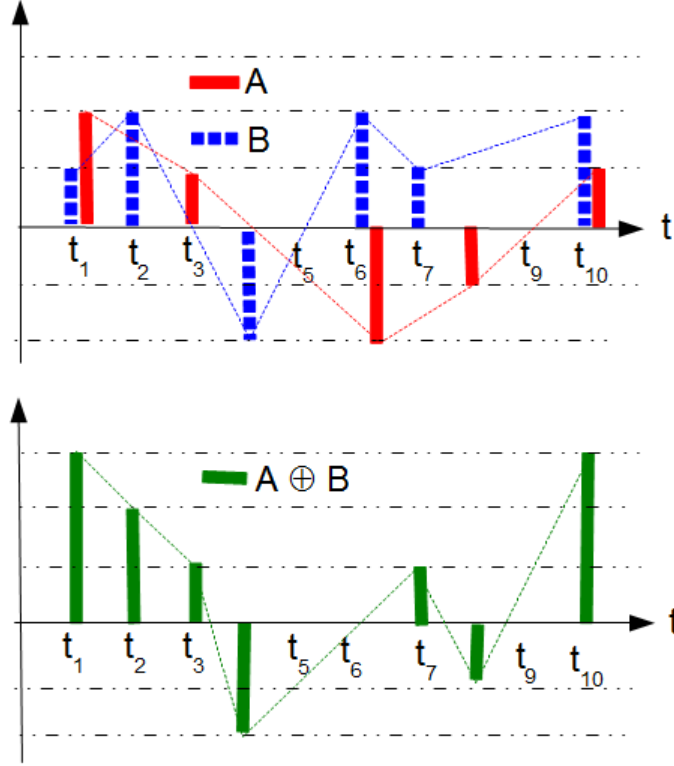 A
B
t
t₁ t₂ t₃ t₅ t₆ t₇ t₉ t₁₀
A ⊕ B
t
t₁ t₂ t₃ t₅ t₆ t₇ t₉ t₁₀